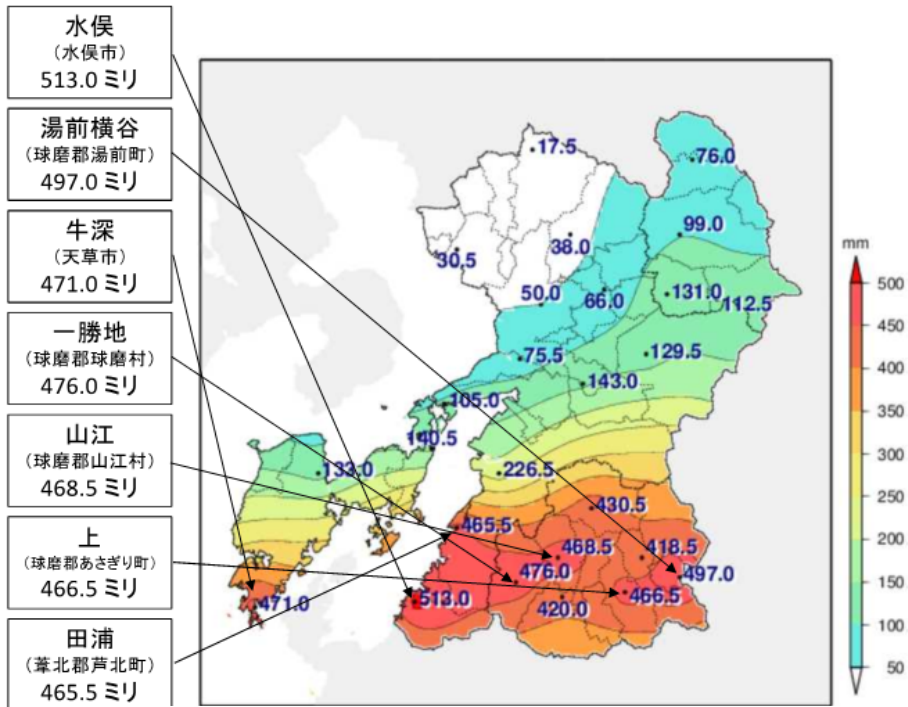 水俣
（水俣市）
513.0 ミリ
湯前横谷
（球磨郡湯前町）
497.0 ミリ
牛深
（天草市）
471.0 ミリ
一勝地
（球磨郡球磨村）
476.0 ミリ
山江
（球磨郡山江村）
468.5 ミリ
上
（球磨郡あさぎり町）
466.5 ミリ
田浦
（葦北郡芦北町）
465.5 ミリ
17.5
76.0
99.0
38.0
30.5
50.0
66.0
131.0
112.5
75.5
129.5
143.0
105.0
140.5
133.0
226.5
430.5
465.5
468.5
418.5
476.0
497.0
466.5
513.0
420.0
471.0
mm
500
450
400
350
300
250
200
150
100
50